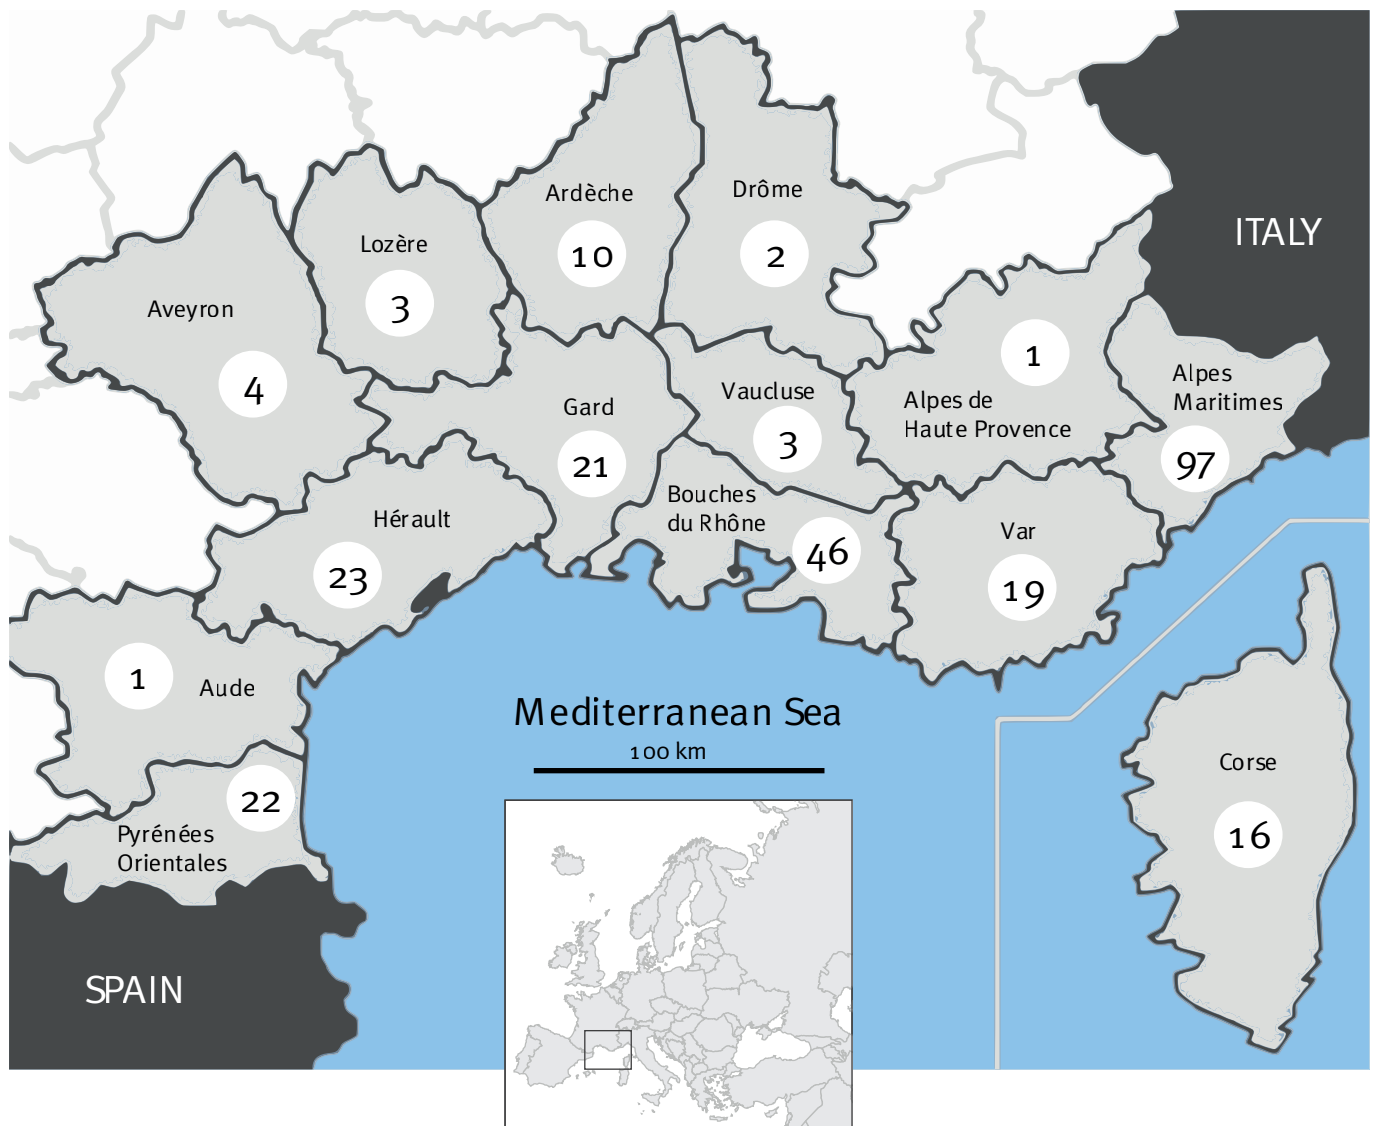 Ardèche
10
Drôme
2
ITALY
Lozère
3
Aveyron
4
1
Alpes de
Haute Provence
Alpes
Maritimes
97
Vaucluse
3
Gard
21
Bouches
du Rhône
46
Hérault
23
Var
19
1
Aude
Mediterranean Sea
100 km
Corse
16
22
Pyrénées
Orientales
SPAIN